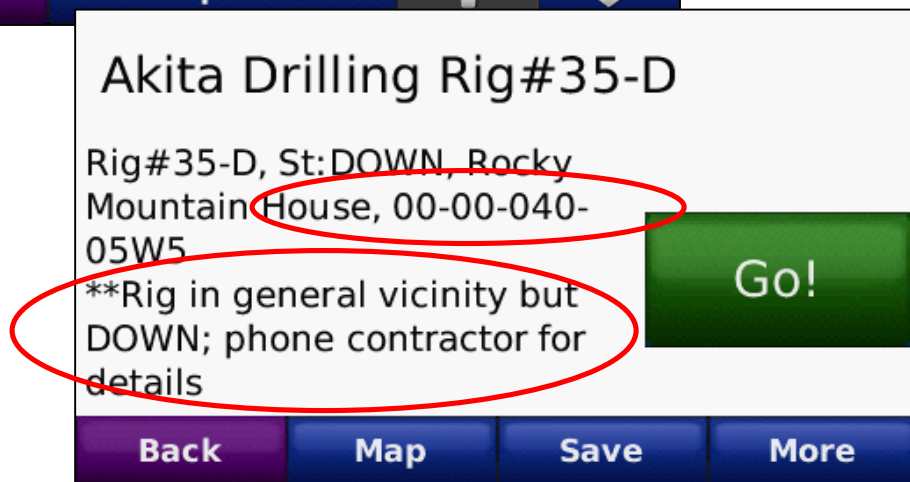 Akita Drilling Rig#35-D
Rig#35-D, St:DOWN, Rocky
Mountain House, 00-00-040-
05W5
**Rig in general vicinity but
DOWN; phone contractor for
details
Go!
Back Map Save More